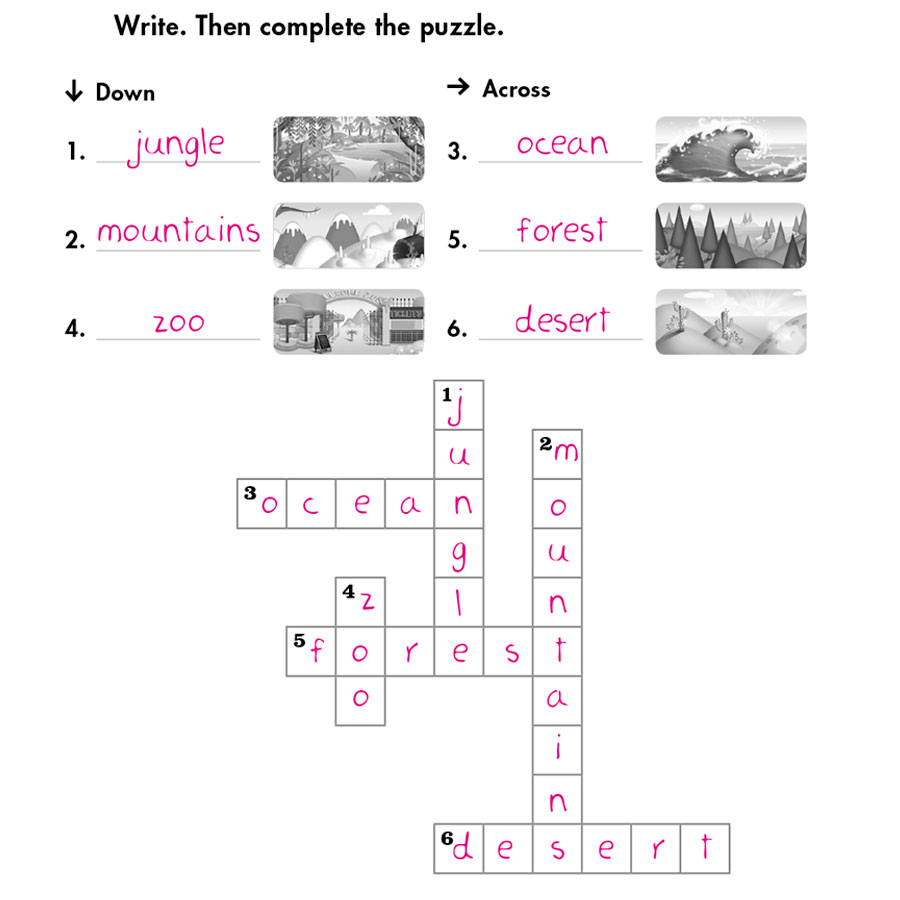 Write. Then complete the puzzle.
↓ Down
→ Across
1. jungle
3. ocean
2. mountains
5. forest
4. zoo
TICKETS
6. desert
1 j
u 2 m
3 o c e a n o
g u
4 z l n
5 f o r e s t
o a
i
n
6 d e s e r t